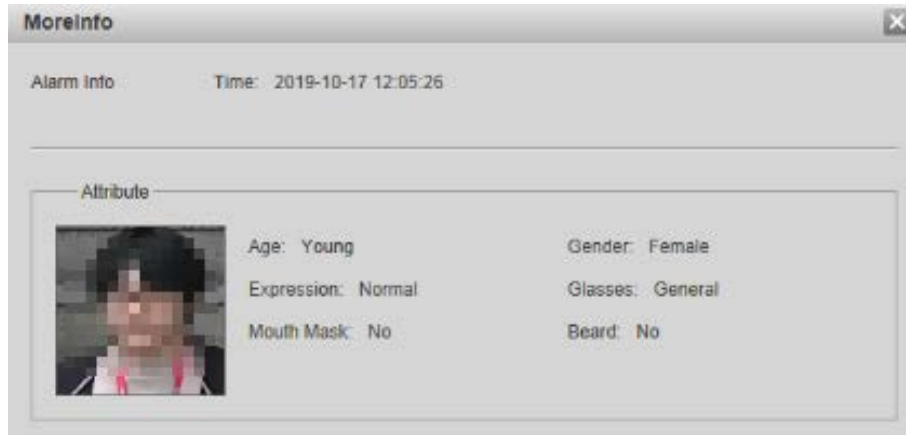 MoreInfo
Alarm Info Time: 2019-10-17 12:05:26
Attribute
Age: Young Gender: Female
Expression: Normal Glasses: General
Mouth Mask: No Beard: No